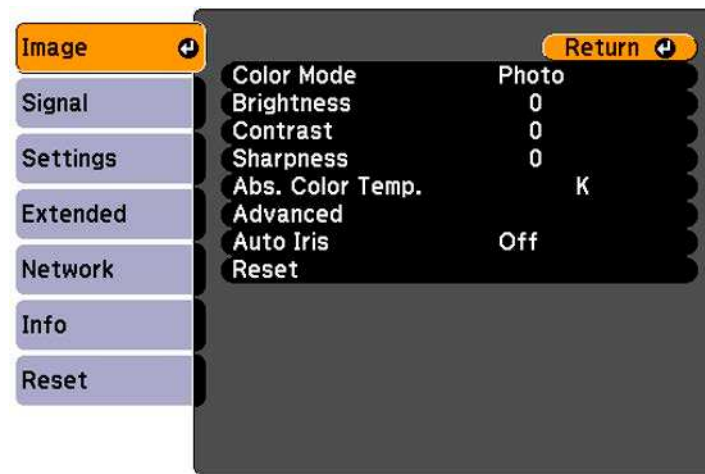 Image
Signal
Settings
Extended
Network
Info
Reset
Return
Color Mode Photo
Brightness 0
Contrast 0
Sharpness 0
Abs. Color Temp. K
Advanced
Auto Iris Off
Reset